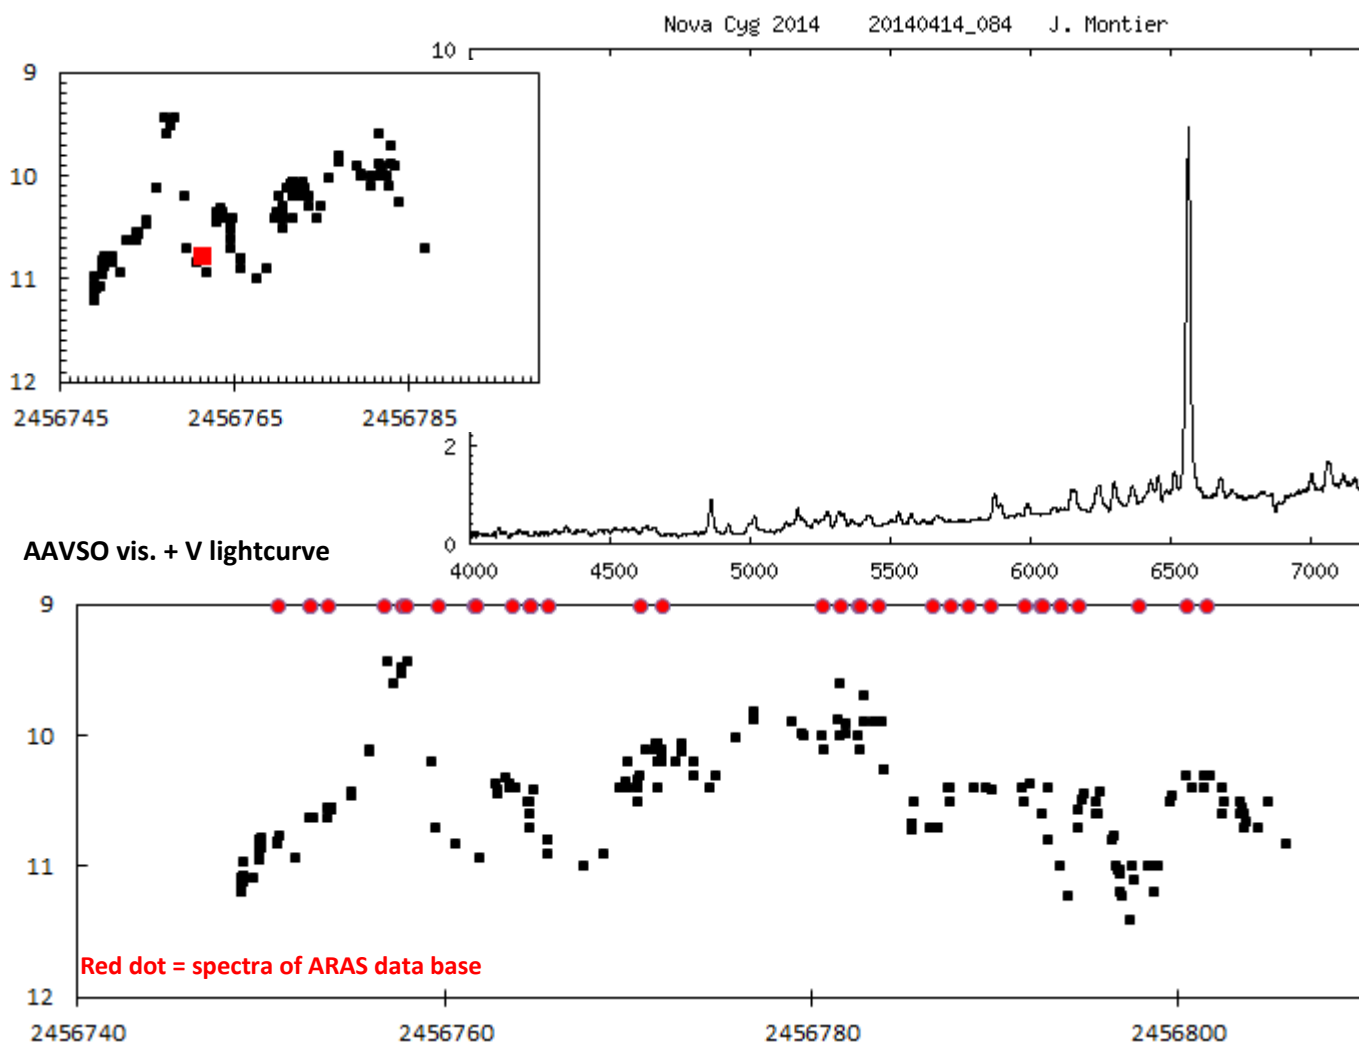 Nova Cyg 2014 20140414_084 J. Montier
10
9
10
11
12
2456745 2456765 2456785
2
0
4000 4500 5000 5500 6000 6500 7000
AAVSO vis. + V lightcurve
9
10
11
12
Red dot = spectra of ARAS data base
2456740 2456760 2456780 2456800